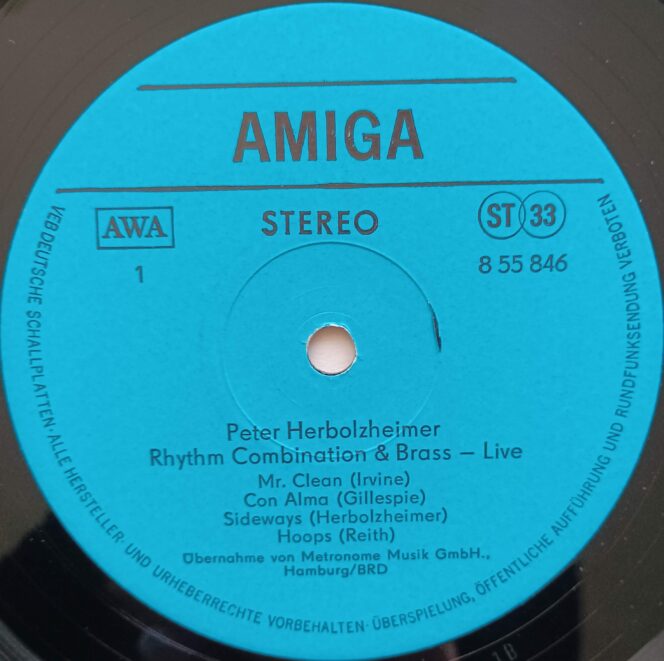 AMIGA
AWA
STEREO
ST 33
1
8 55 846
Peter Herbolzheimer
Rhythm Combination & Brass – Live
Mr. Clean (Irvine)
Con Alma (Gillespie)
Sideways (Herbolzheimer)
Hoops (Reith)
Übernahme von Metronome Musik GmbH.,
Hamburg/BRD
VEB DEUTSCHE SCHALLPLATTEN · ALLE HERSTELLER- UND URHEBERRECHTE VORBEHALTEN · ÜBERSPIELUNG, ÖFFENTLICHE AUFFÜHRUNG UND RUNDFUNKSENDUNG VERBOTEN